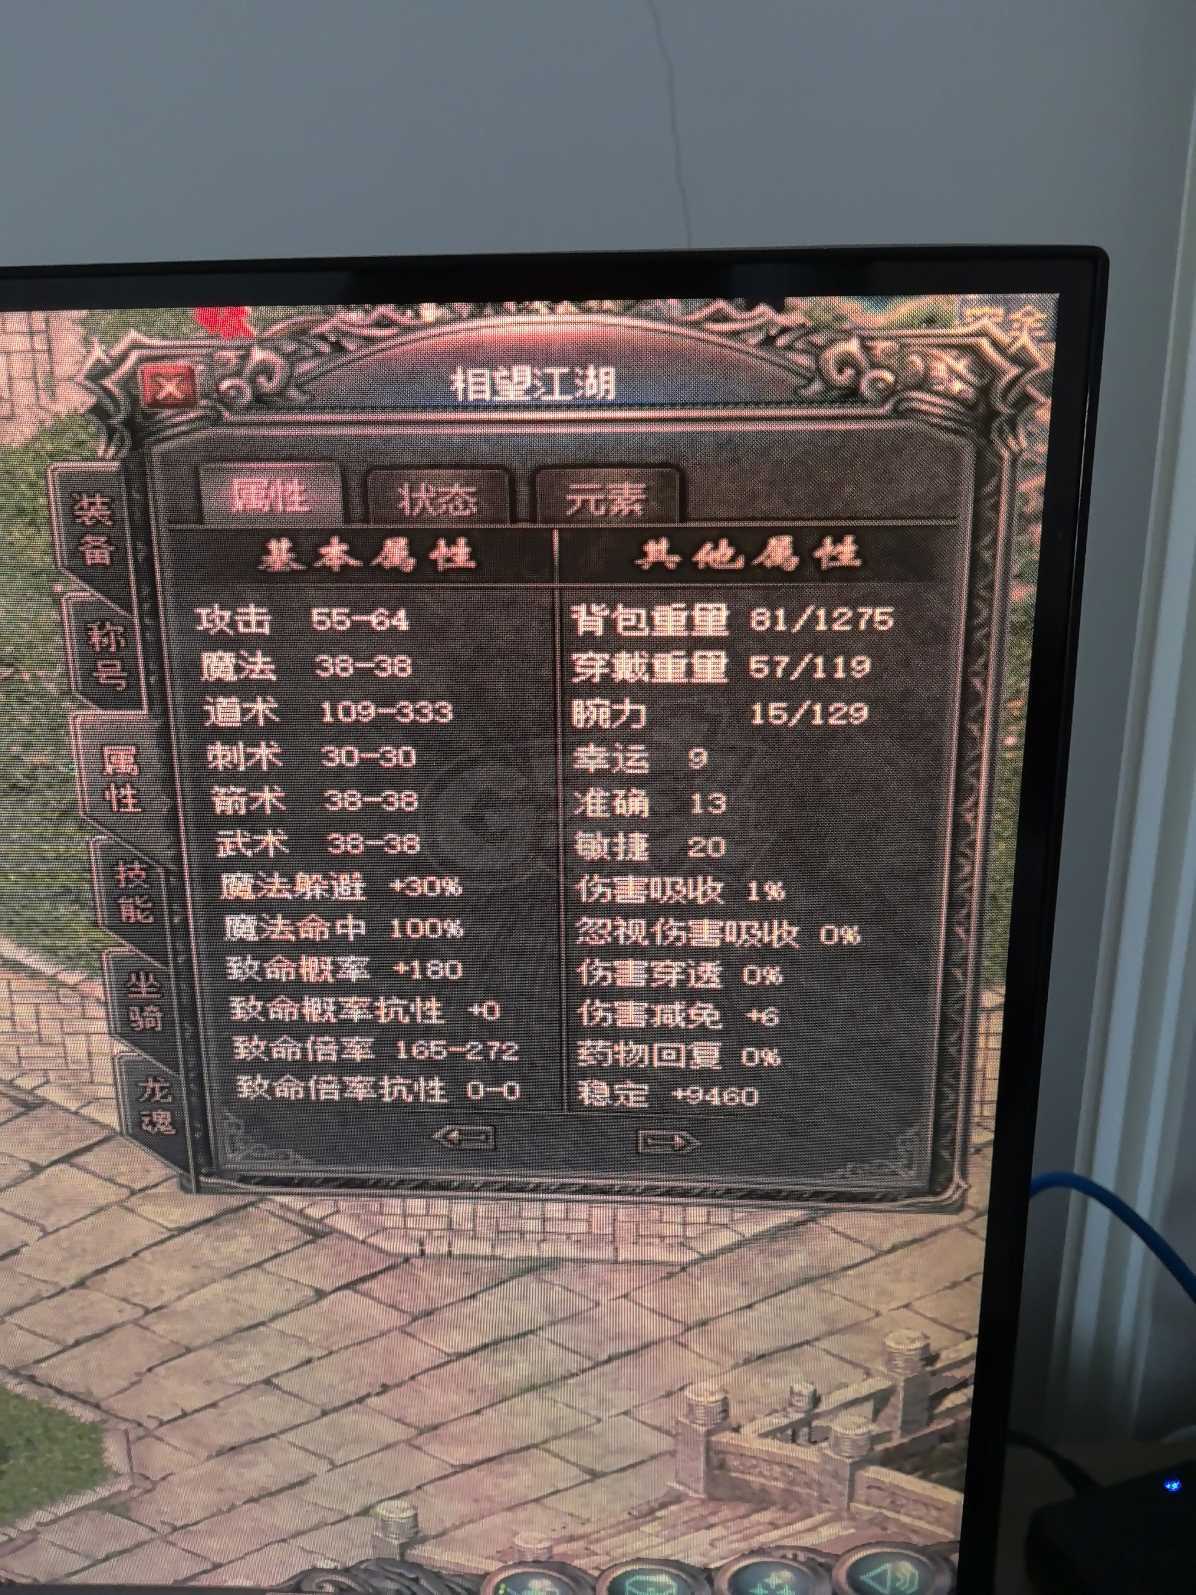 相望江湖
属性 状态 元素
装备
称号
属性
技能
坐骑
龙魂
基本属性
攻击 55-64
魔法 38-38
道术 109-333
刺术 30-30
箭术 38-38
武术 38-38
魔法躲避 +30%
魔法命中 100%
致命概率 +180
致命概率抗性 +0
致命倍率 165-272
致命倍率抗性 0-0
其他属性
背包重量 81/1275
穿戴重量 57/119
腕力 15/129
幸运 9
准确 13
敏捷 20
伤害吸收 1%
忽视伤害吸收 0%
伤害穿透 0%
伤害减免 +6
药物回复 0%
稳定 +9460